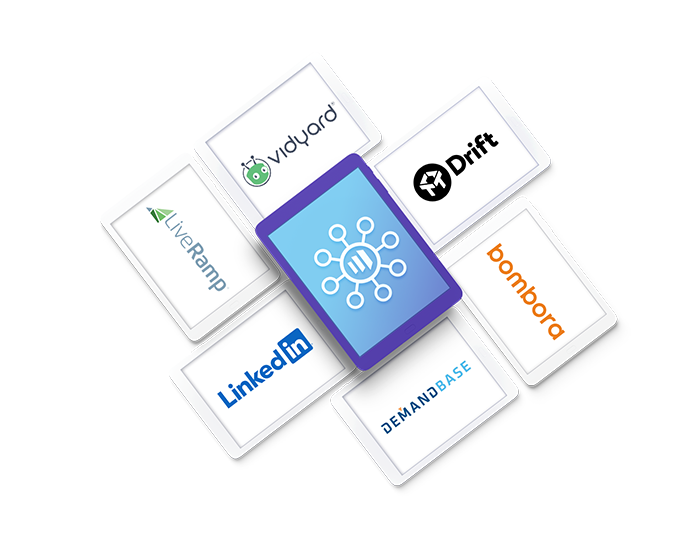 vidyard
Drift
LiveRamp
bombora
Linkedin
DEMANDBASE